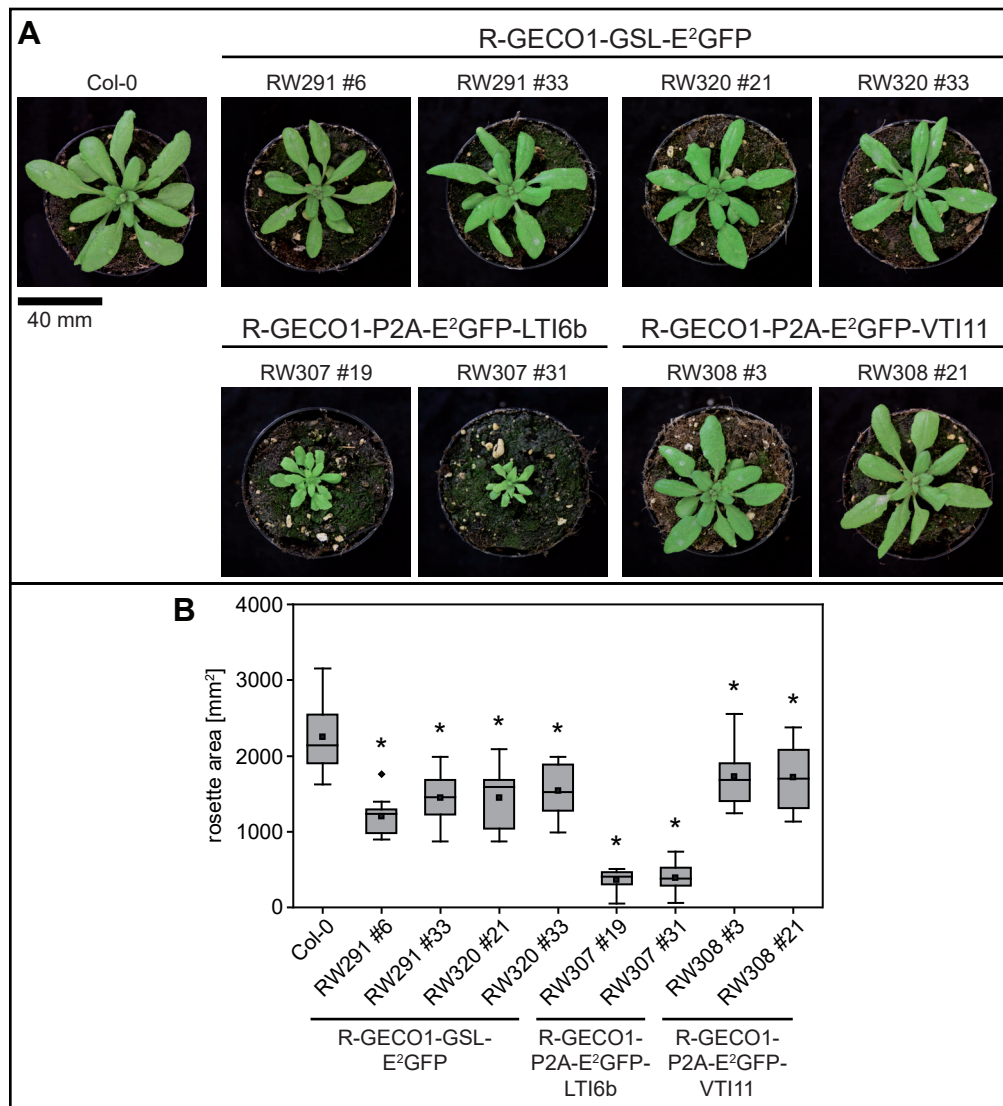 A
R-GECO1-GSL-E²GFP
Col-0
RW291 #6
RW291 #33
RW320 #21
RW320 #33
40 mm
R-GECO1-P2A-E²GFP-LTI6b
R-GECO1-P2A-E²GFP-VTI11
RW307 #19
RW307 #31
RW308 #3
RW308 #21
B
rosette area [mm²]
4000
3000
2000
1000
0
* * * * * * * *
Col-0
RW291 #6
RW291 #33
RW320 #21
RW320 #33
RW307 #19
RW307 #31
RW308 #3
RW308 #21
R-GECO1-GSL-
E²GFP
R-GECO1-
P2A-E²GFP-
LTI6b
R-GECO1-
P2A-E²GFP-
VTI11